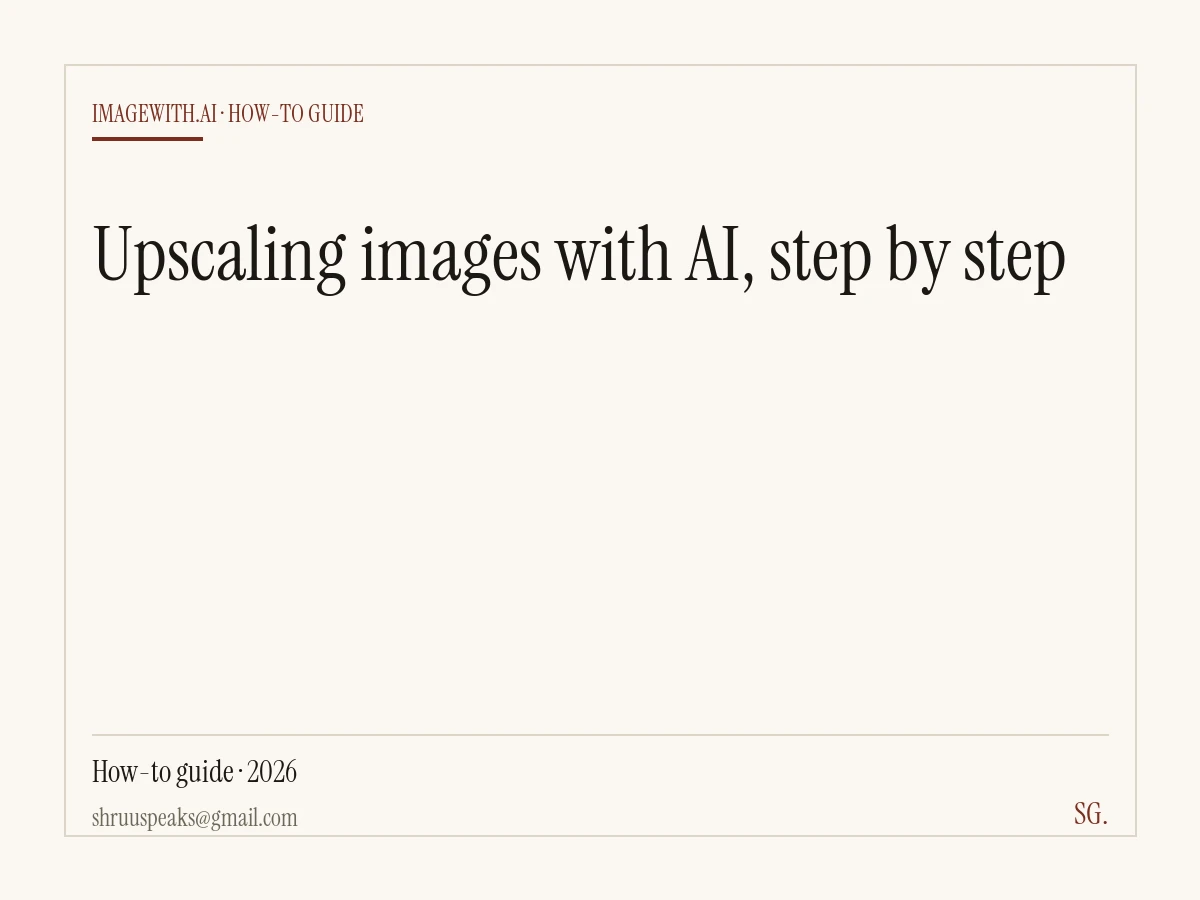 IMAGEWITH.AI · HOW-TO GUIDE
Upscaling images with AI, step by step
How-to guide · 2026
shruuspeaks@gmail.com
SG.